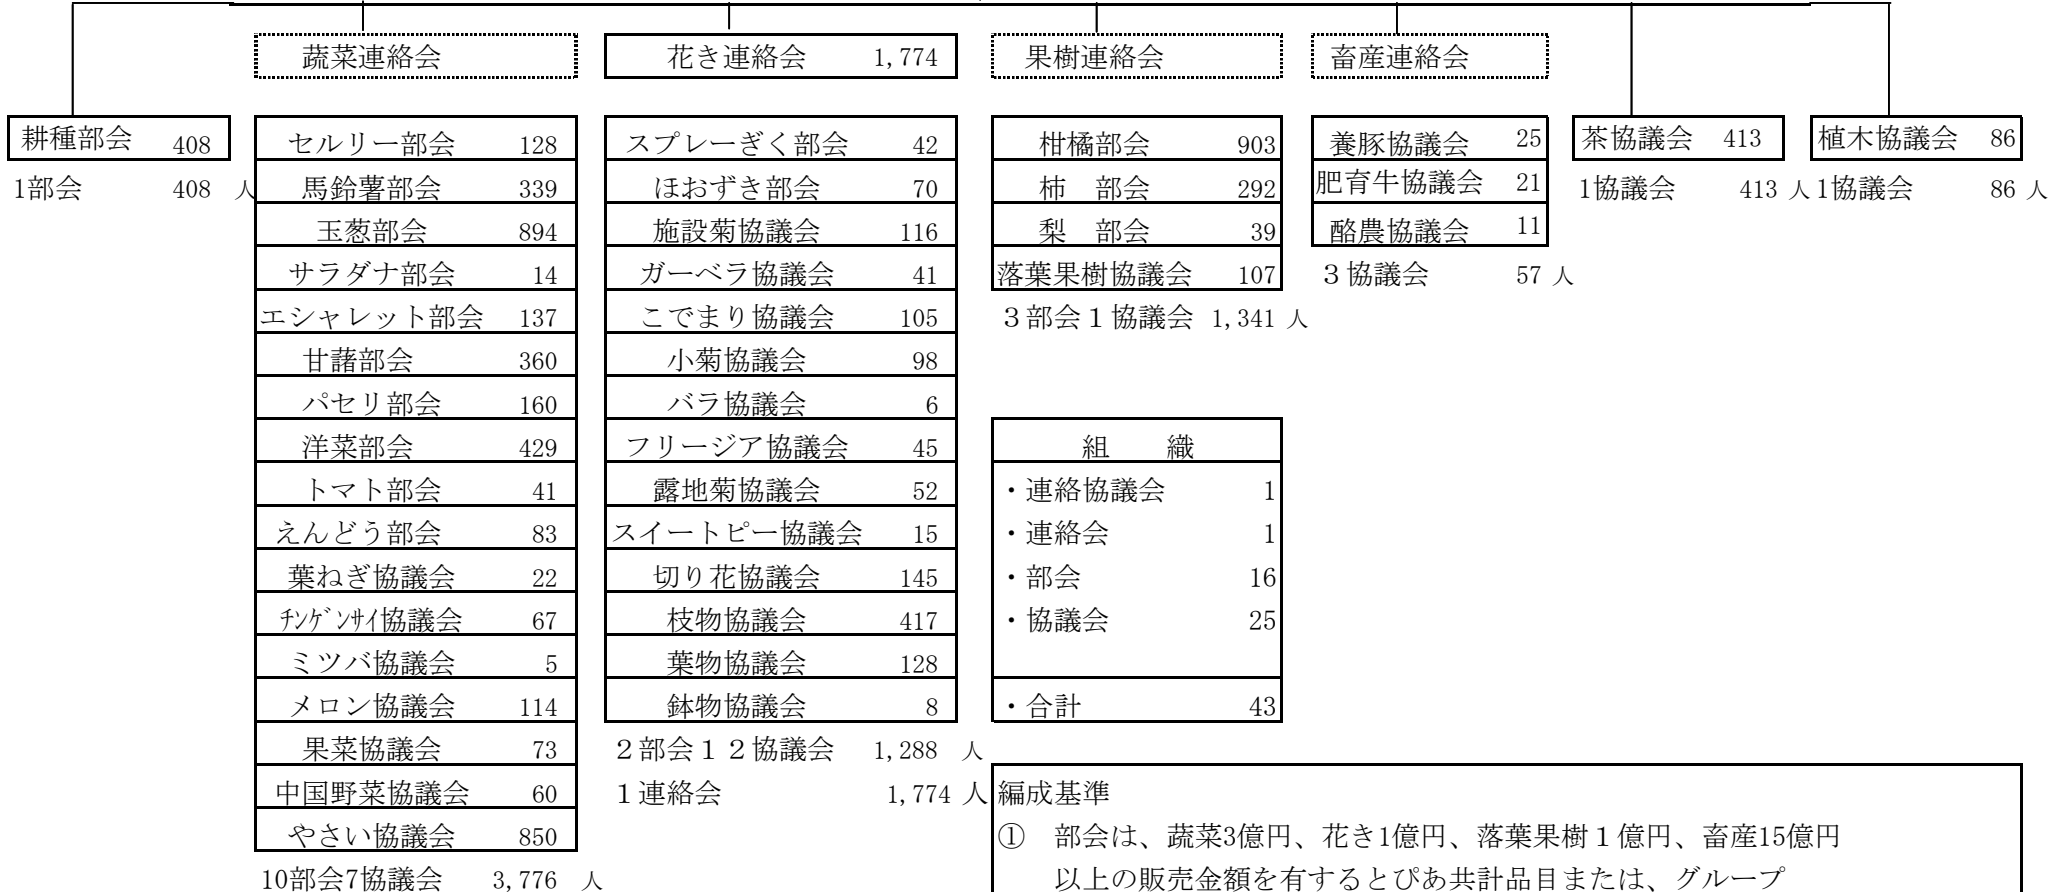 蔬菜連絡会
花き連絡会 1,774
果樹連絡会
畜産連絡会
耕種部会 408
1部会 408 人
セルリー部会 128
馬鈴薯部会 339
玉葱部会 894
サラダナ部会 14
エシャレット部会 137
甘藷部会 360
パセリ部会 160
洋菜部会 429
トマト部会 41
えんどう部会 83
葉ねぎ協議会 22
ﾁﾝｹﾞﾝｻｲ協議会 67
ミツバ協議会 5
メロン協議会 114
果菜協議会 73
中国野菜協議会 60
やさい協議会 850
10部会7協議会 3,776 人
スプレーぎく部会 42
ほおずき部会 70
施設菊協議会 116
ガーベラ協議会 41
こでまり協議会 105
小菊協議会 98
バラ協議会 6
フリージア協議会 45
露地菊協議会 52
スイートピー協議会 15
切り花協議会 145
枝物協議会 417
葉物協議会 128
鉢物協議会 8
２部会１２協議会 1,288 人
１連絡会 1,774 人
柑橘部会 903
柿　部会 292
梨　部会 39
落葉果樹協議会 107
３部会１協議会 1,341 人
養豚協議会 25
肥育牛協議会 21
酪農協議会 11
３協議会 57 人
茶協議会 413
1協議会 413 人
植木協議会 86
1協議会 86 人
組　織
・連絡協議会 1
・連絡会 1
・部会 16
・協議会 25
・合計 43
編成基準
①　部会は、蔬菜3億円、花き1億円、落葉果樹１億円、畜産15億円
以上の販売金額を有するとぴあ共計品目または、グループ